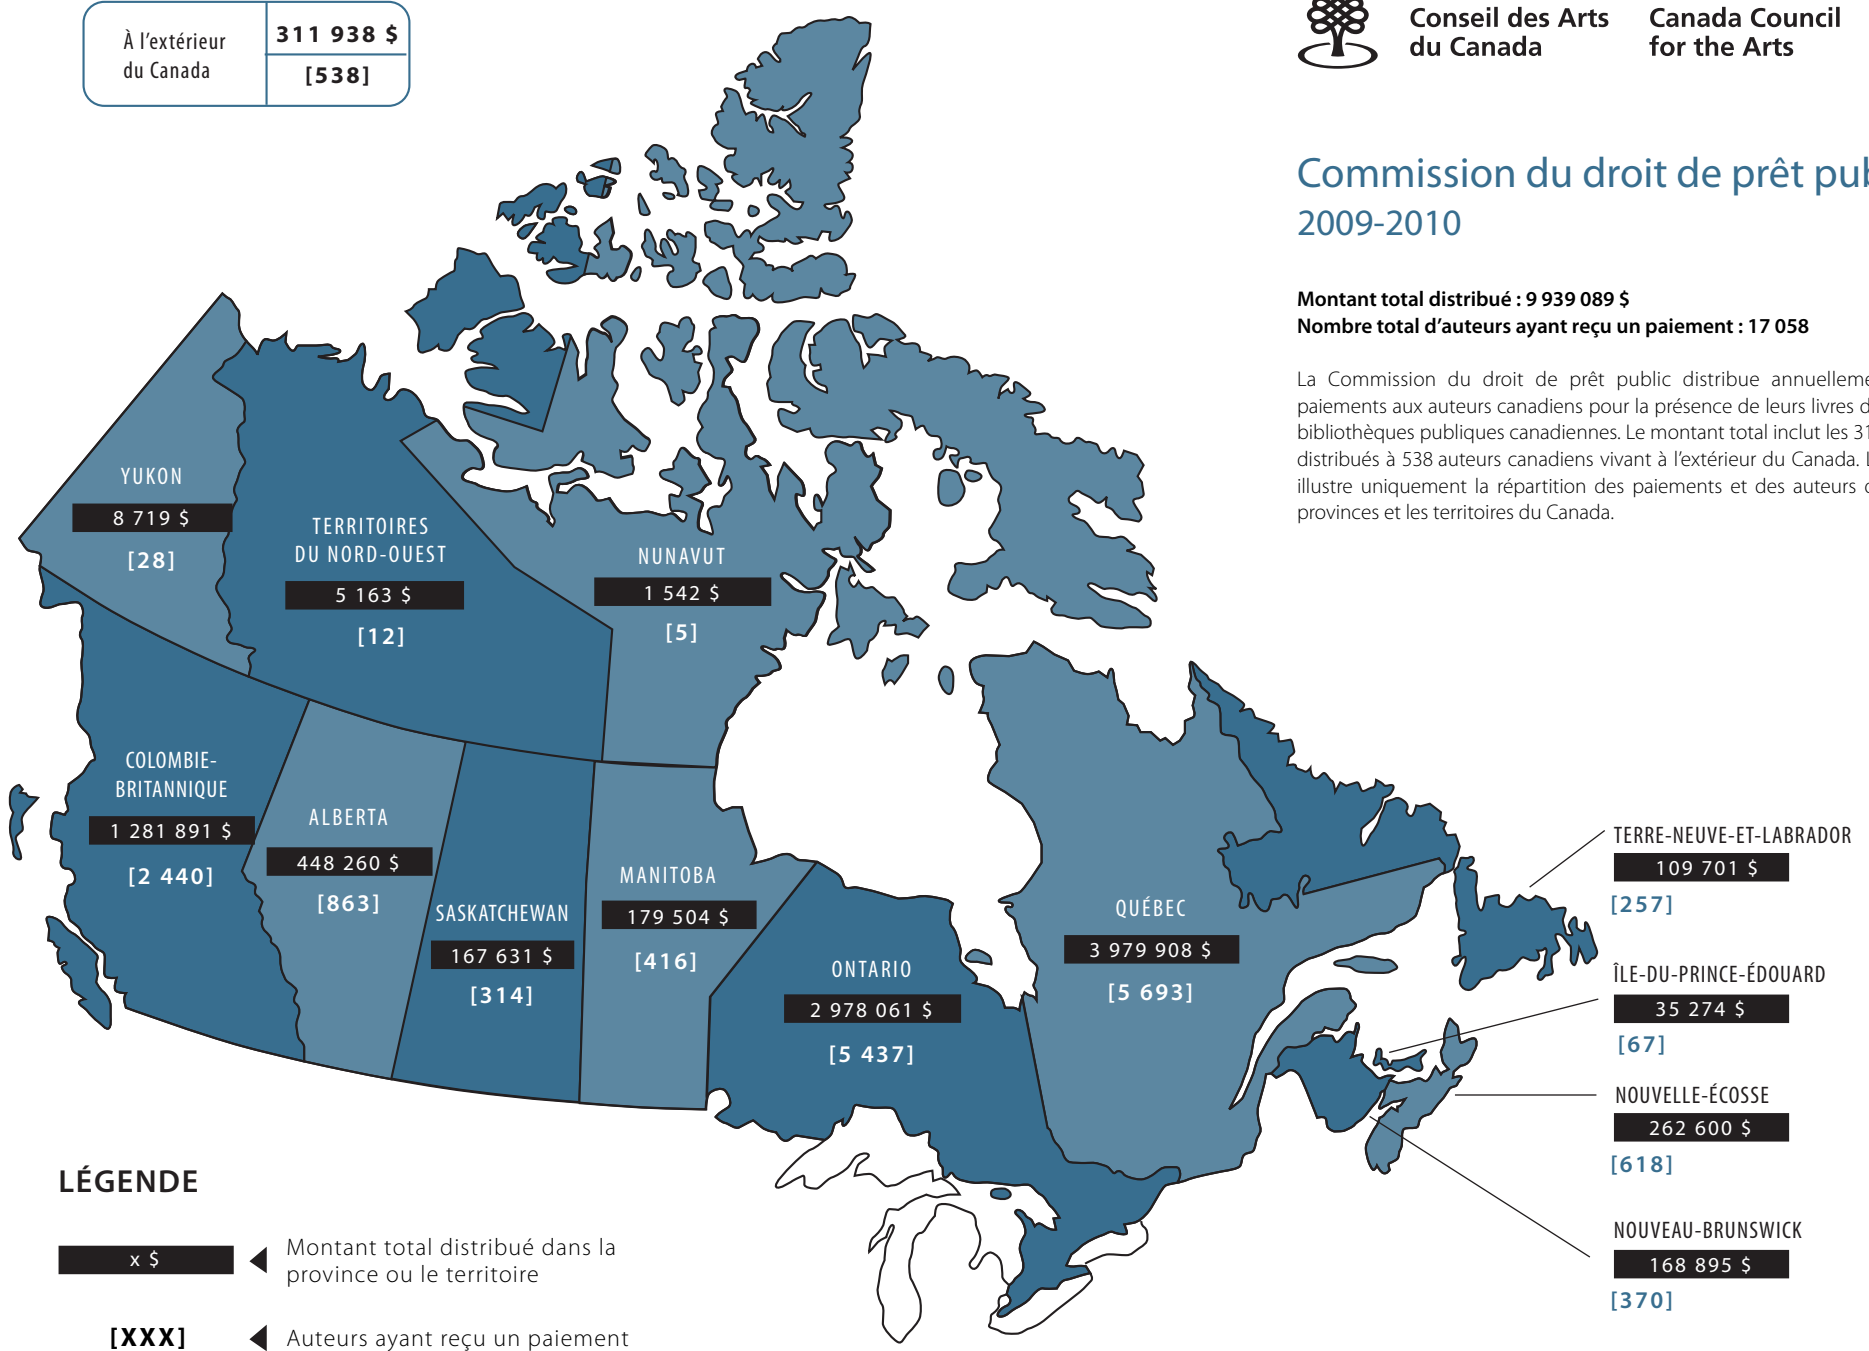 À l’extérieur
du Canada
311 938 $
[538]
Conseil des Arts
du Canada
Canada Council
for the Arts
Commission du droit de prêt
2009-2010
Montant total distribué : 9 939 089 $
Nombre total d’auteurs ayant reçu un paiement : 17 058
La Commission du droit de prêt public distribue
paiements aux auteurs canadiens pour la présence de leurs livres
bibliothèques publiques canadiennes. Le montant total inclut les
distribués à 538 auteurs canadiens vivant à l’extérieur du Canada.
illustre uniquement la répartition des paiements et des auteurs
provinces et les territoires du Canada.
YUKON
8 719 $
[28]
TERRITOIRES
DU NORD-OUEST
5 163 $
[12]
NUNAVUT
1 542 $
[5]
COLOMBIE-
BRITANNIQUE
1 281 891 $
[2 440]
ALBERTA
448 260 $
[863]
SASKATCHEWAN
167 631 $
[314]
MANITOBA
179 504 $
[416]
ONTARIO
2 978 061 $
[5 437]
QUÉBEC
3 979 908 $
[5 693]
TERRE-NEUVE-ET-LABRADOR
109 701 $
[257]
ÎLE-DU-PRINCE-ÉDOUARD
35 274 $
[67]
NOUVELLE-ÉCOSSE
262 600 $
[618]
NOUVEAU-BRUNSWICK
168 895 $
[370]
LÉGENDE
x $
Montant total distribué dans la
province ou le territoire
[XXX]
Auteurs ayant reçu un paiement